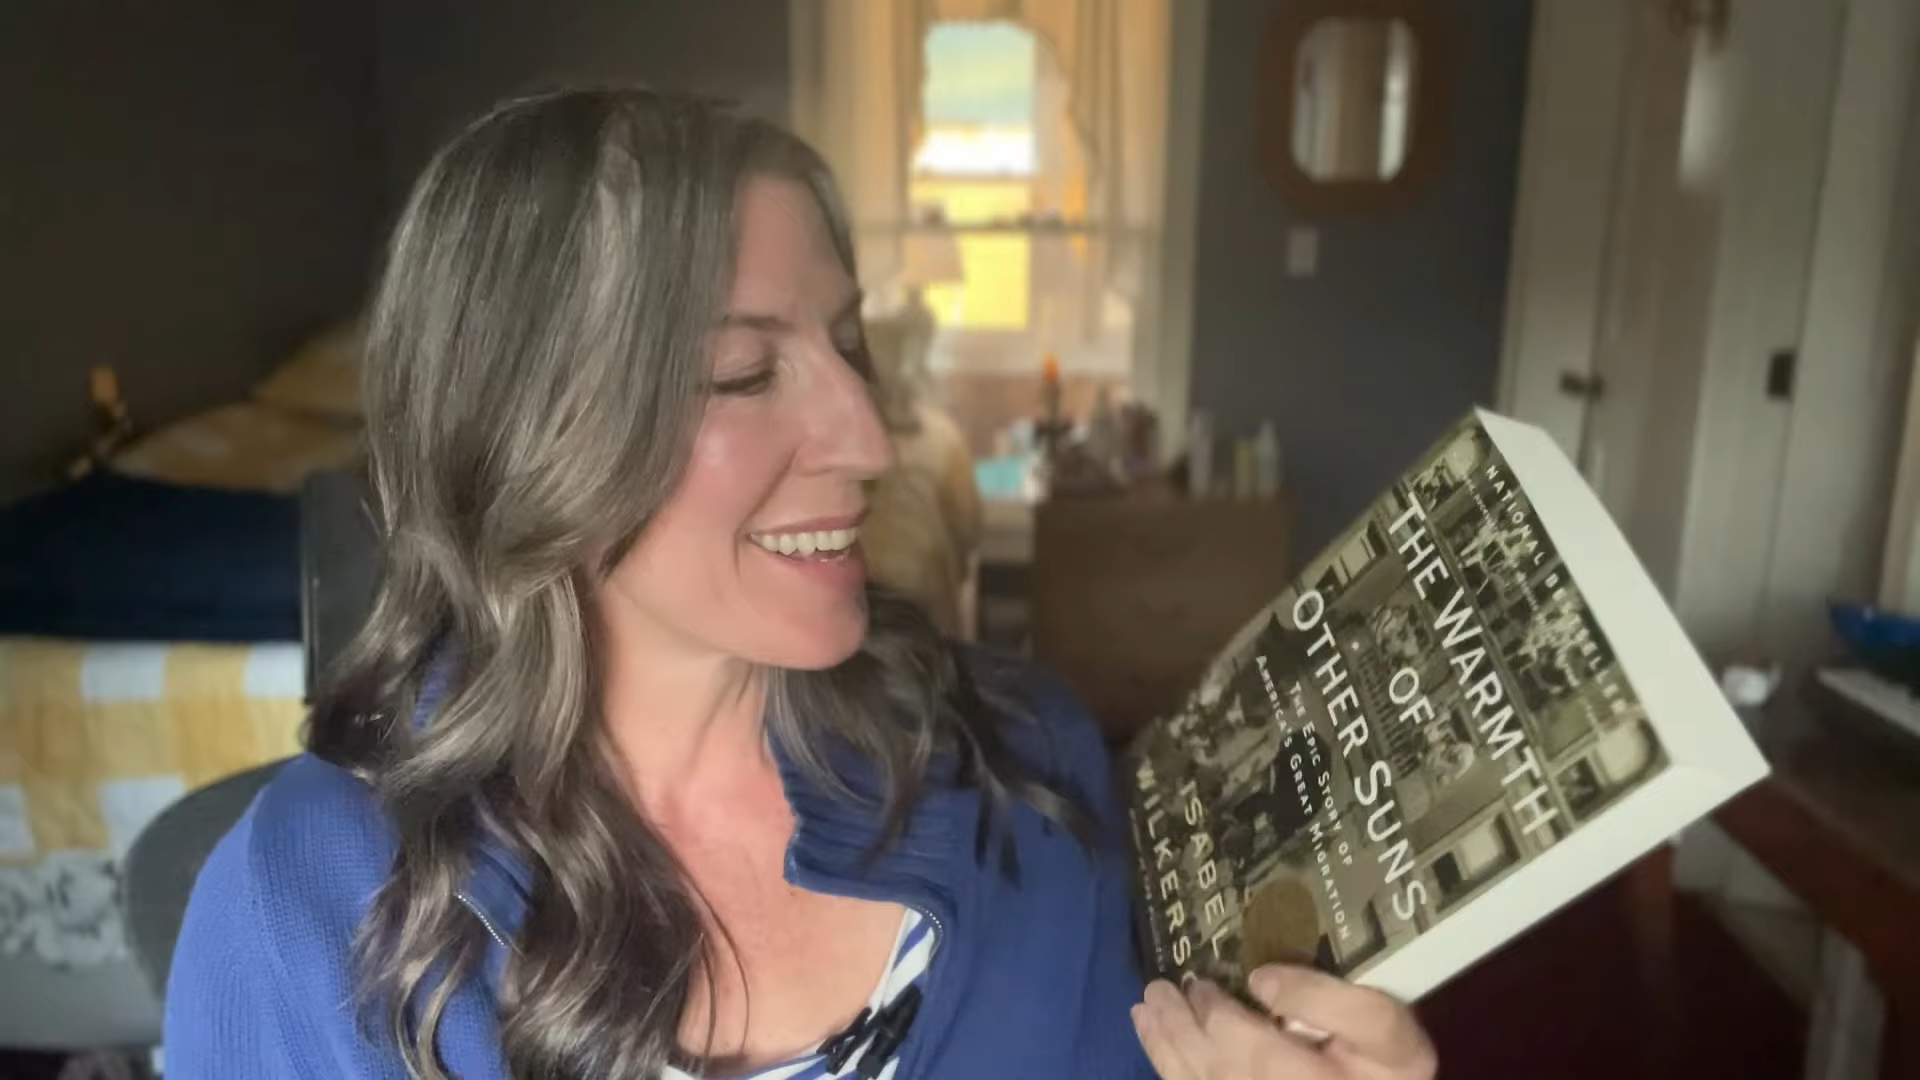 NATIONAL BESTSELLER
THE WARMTH
OF
OTHER SUNS
THE EPIC STORY OF
AMERICA'S GREAT MIGRATION
ISABEL
WILKERS